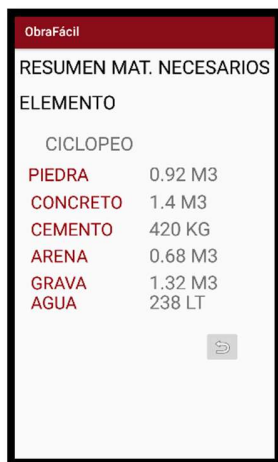 ObraFácil
RESUMEN MAT. NECESARIOS
ELEMENTO
CICLOPEO
PIEDRA 0.92 M3
CONCRETO 1.4 M3
CEMENTO 420 KG
ARENA 0.68 M3
GRAVA 1.32 M3
AGUA 238 LT